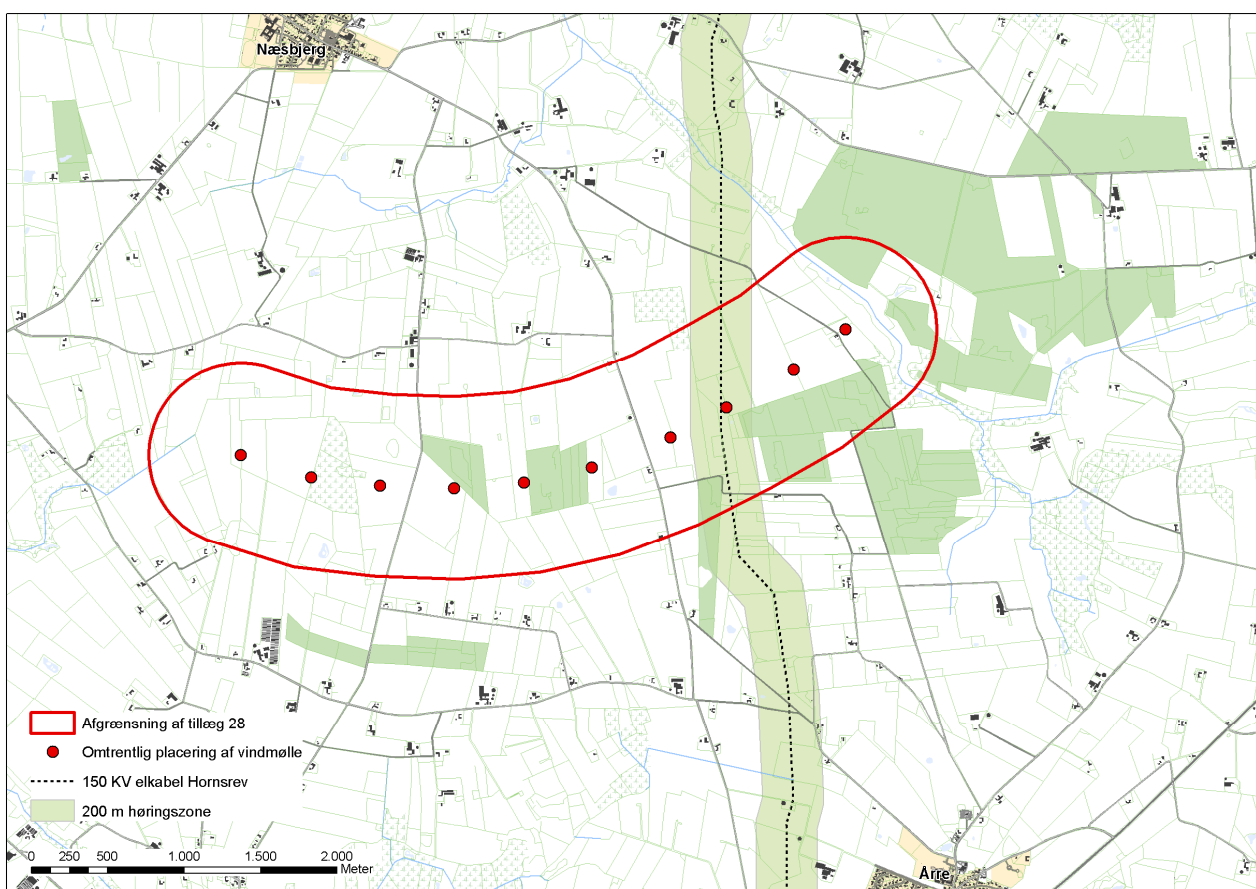 Næsbjerg
Afgrænsning af tillæg 28
Omtrentlig placering af vindmølle
150 KV elkabel Hornsrev
200 m høringszone
0 250 500 1.000 1.500 2.000
Meter
Årre